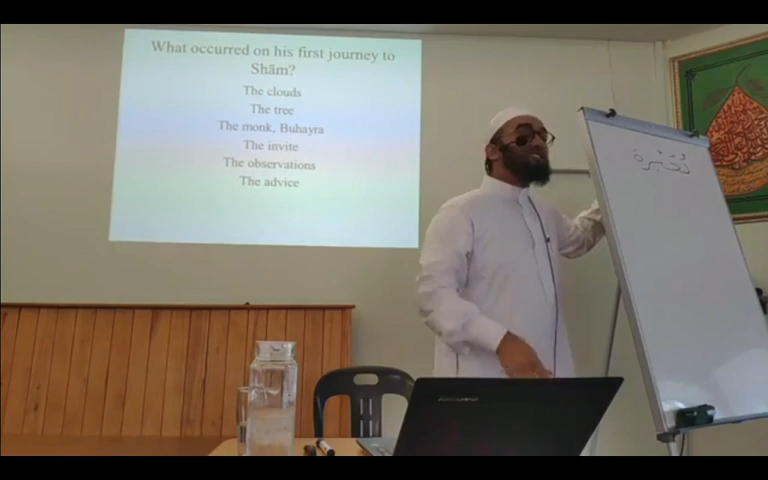 What occurred on his first journey to
Shām?
The clouds
The tree
The monk, Buhayra
The invite
The observations
The advice
بُحَيْرَة
lenovo